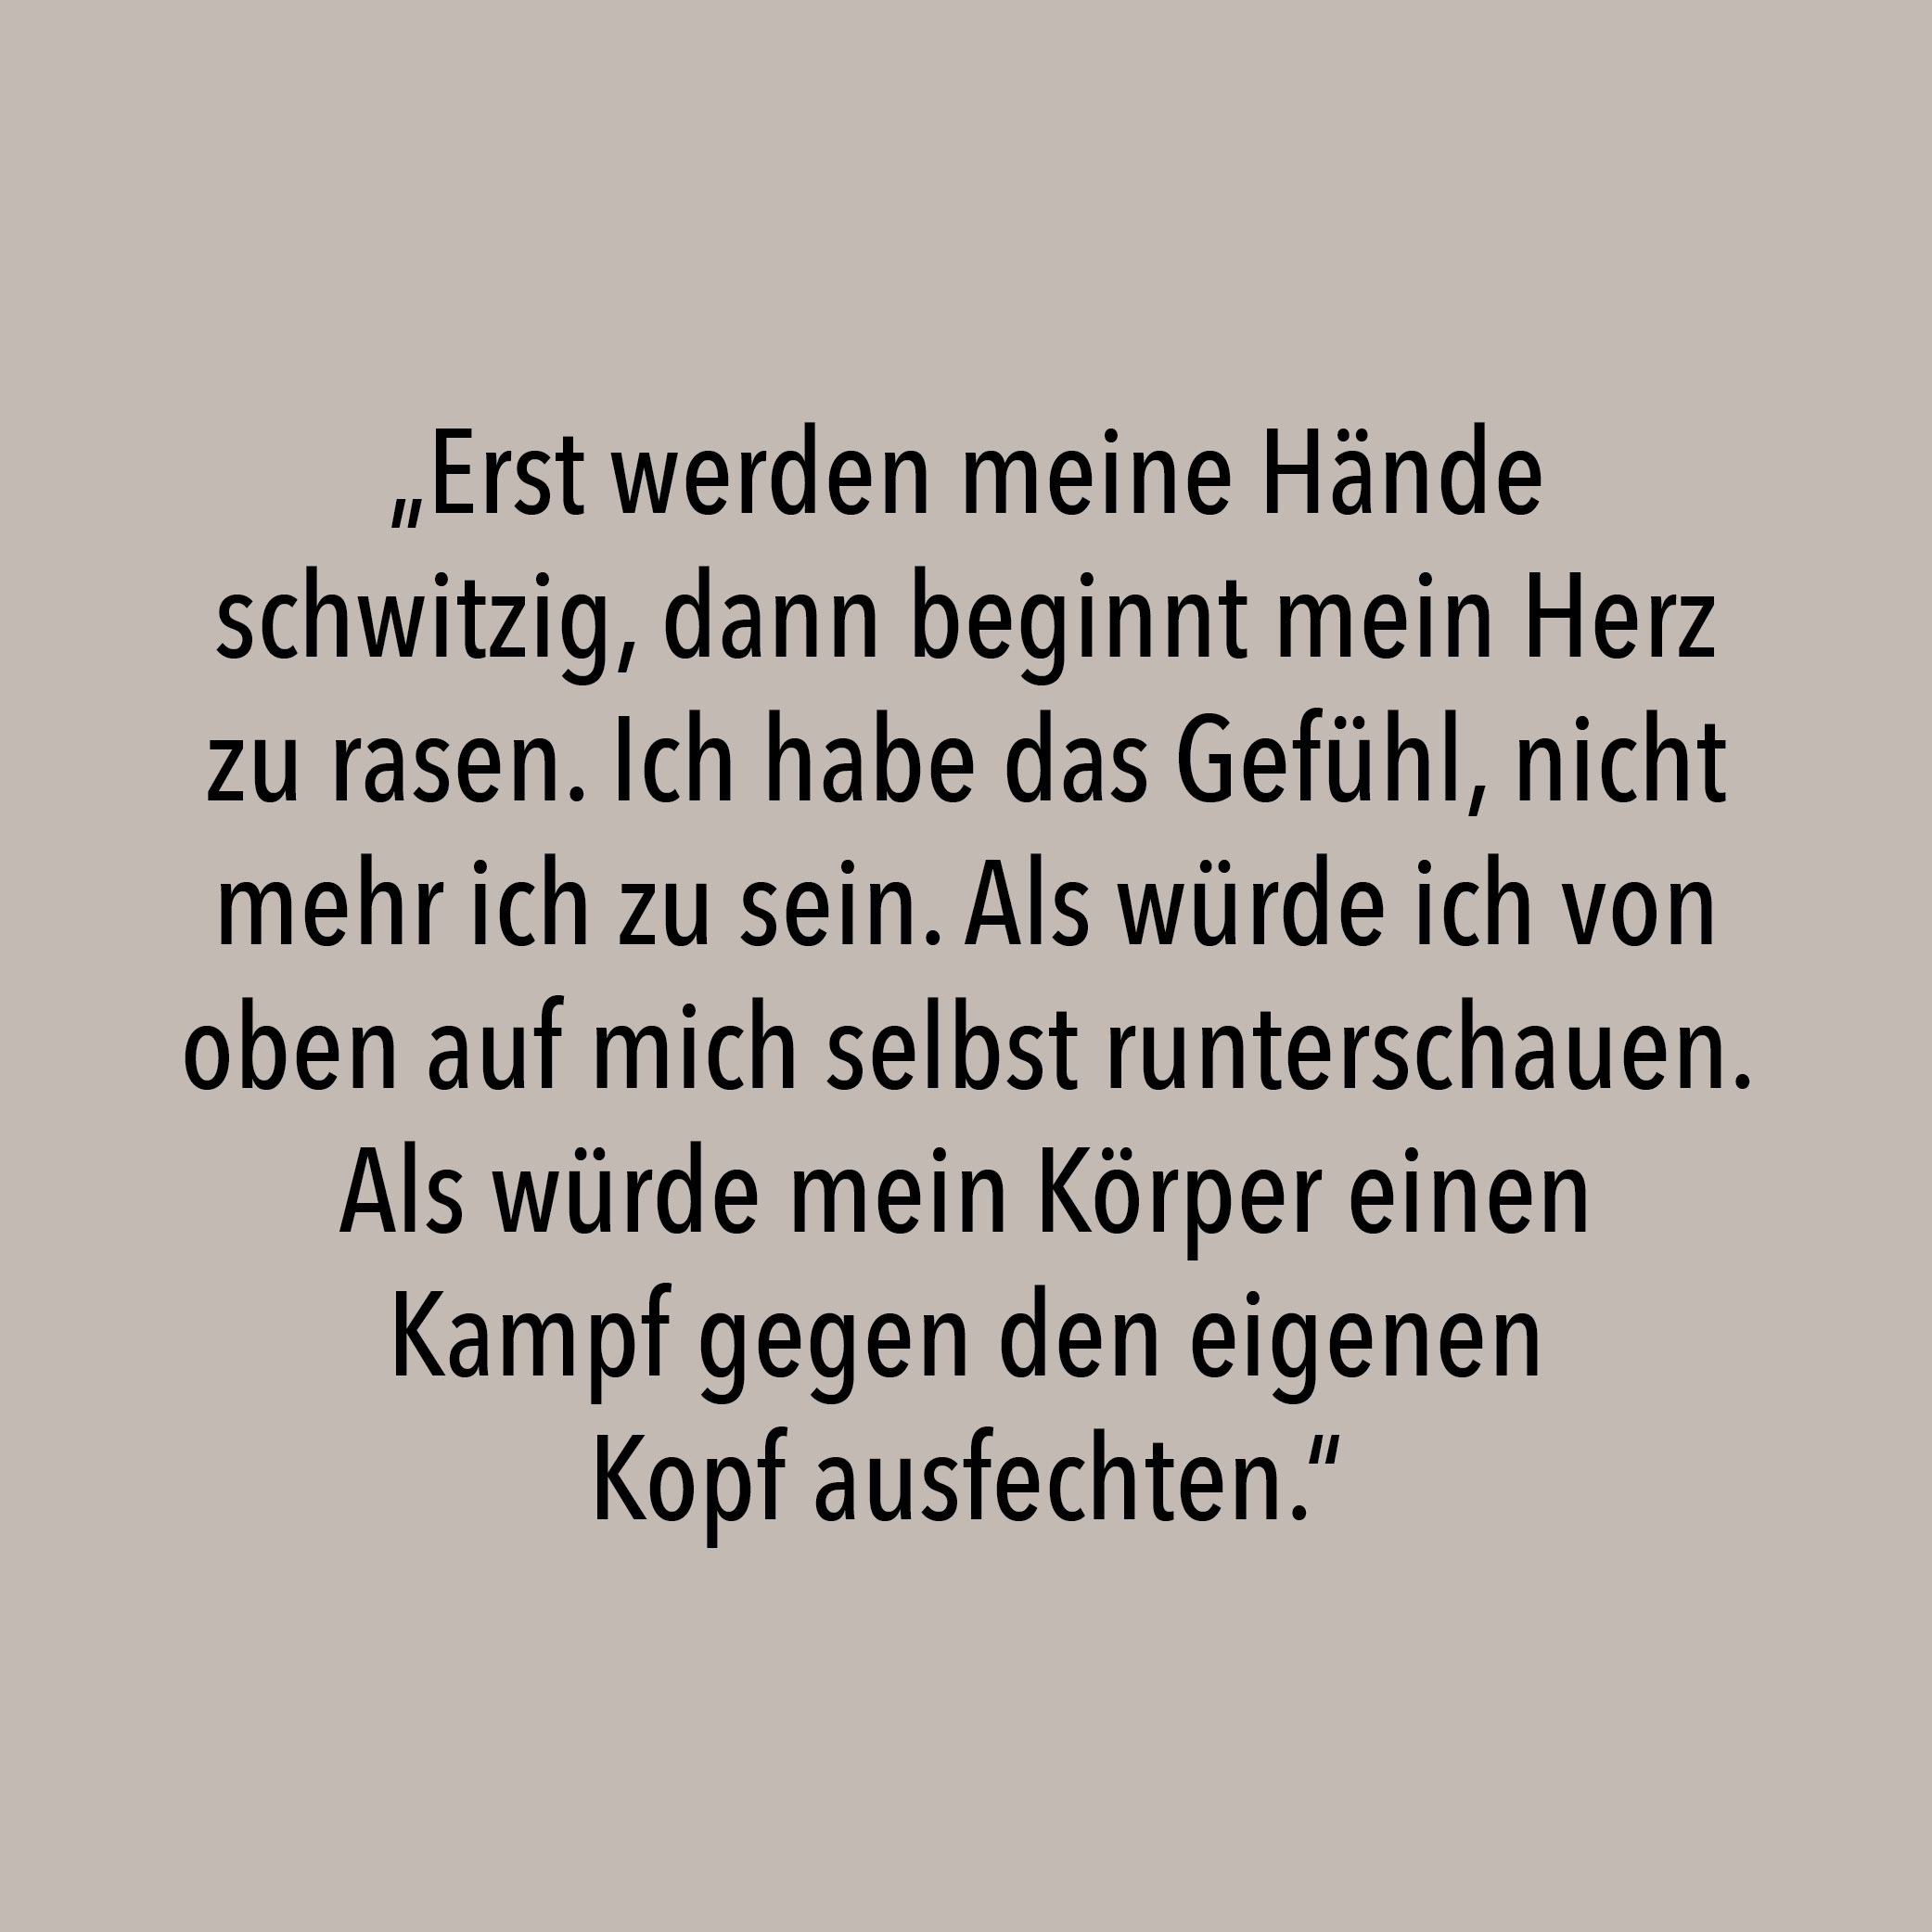 „Erst werden meine Hände
schwitzig, dann beginnt mein Herz
zu rasen. Ich habe das Gefühl, nicht
mehr ich zu sein. Als würde ich von
oben auf mich selbst runterschauen.
Als würde mein Körper einen
Kampf gegen den eigenen
Kopf ausfechten.“